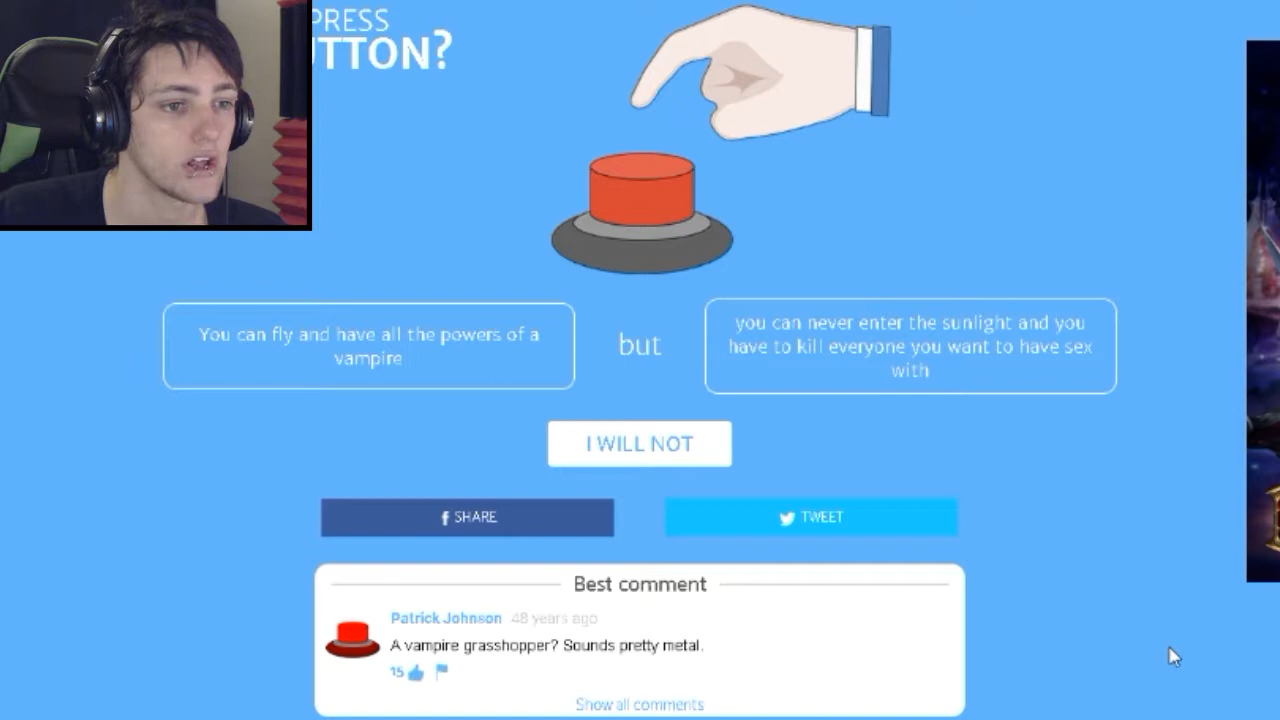 PRESS
UTTON?
You can fly and have all the powers of a
vampire
but
you can never enter the sunlight and you
have to kill everyone you want to have sex
with
I WILL NOT
f SHARE
TWEET
Best comment
Patrick Johnson 48 years ago
A vampire grasshopper? Sounds pretty metal.
15
Show all comments